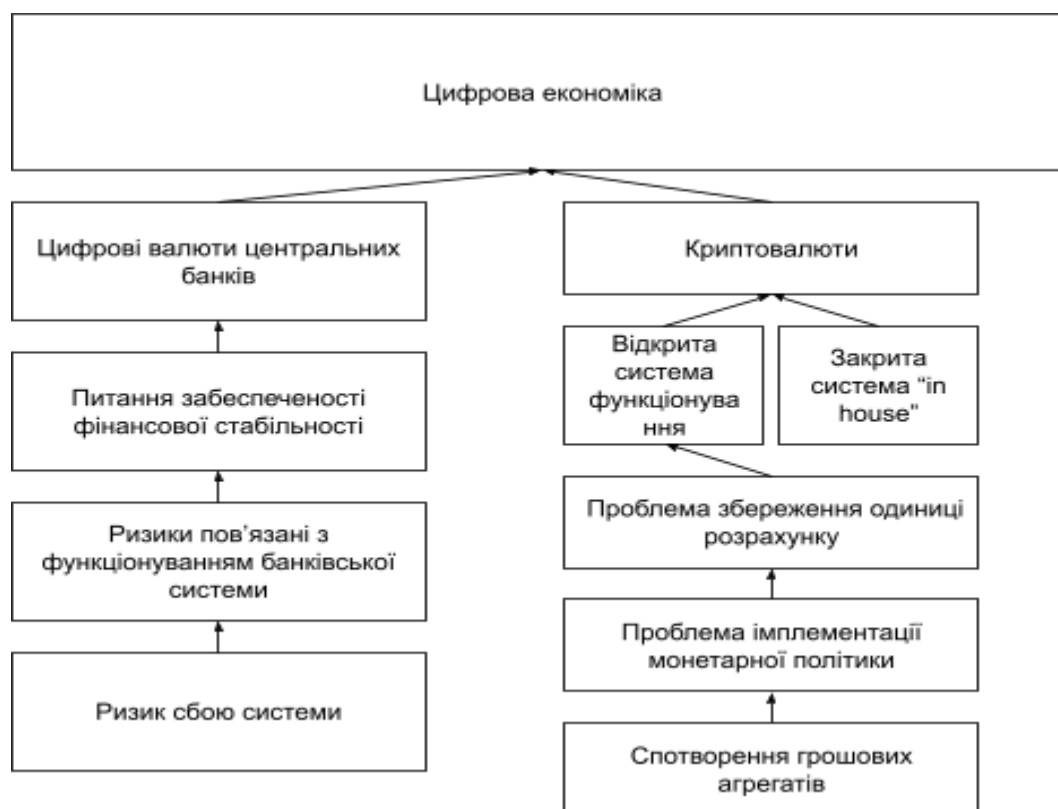 Цифрова економіка
Цифрові валюти центральних
банків
Криптовалюти
Відкрита
система
функціонува
ння
Закрита
система “in
house”
Питання забеспеченості
фінансової стабільності
Проблема збереження одиниці
розрахунку
Ризики пов’язані з
функціонуванням банківської
системи
Проблема імплементації
монетарної політики
Ризик сбою системи
Спотворення грошових
агрегатів